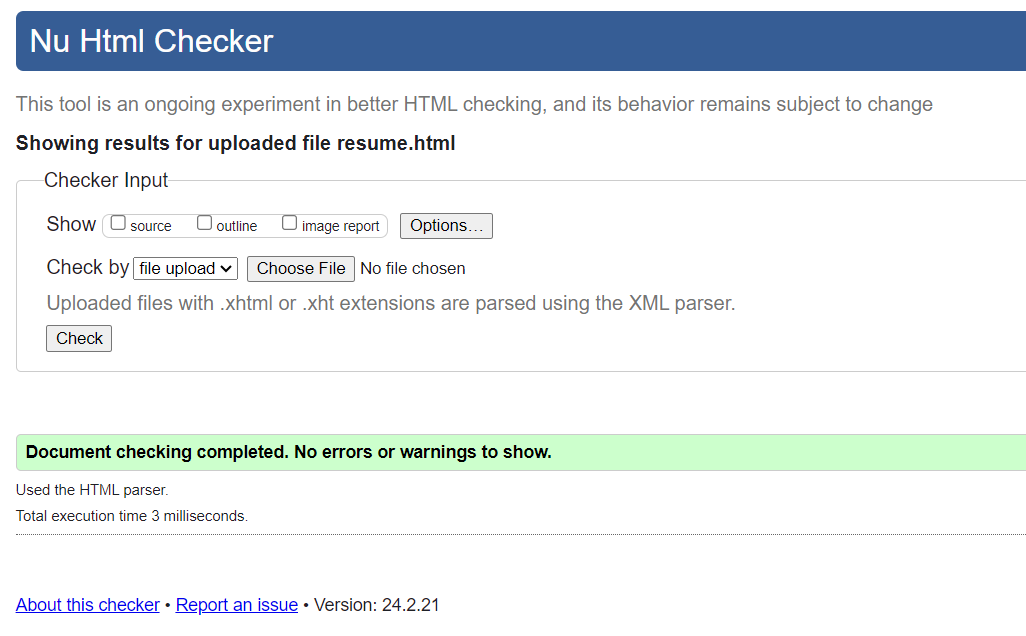 Nu Html Checker
This tool is an ongoing experiment in better HTML checking, and its behavior remains subject to change
Showing results for uploaded file resume.html
Checker Input
Show source outline image report Options...
Check by file upload Choose File No file chosen
Uploaded files with .xhtml or .xht extensions are parsed using the XML parser.
Check
Document checking completed. No errors or warnings to show.
Used the HTML parser.
Total execution time 3 milliseconds.
About this checker • Report an issue • Version: 24.2.21